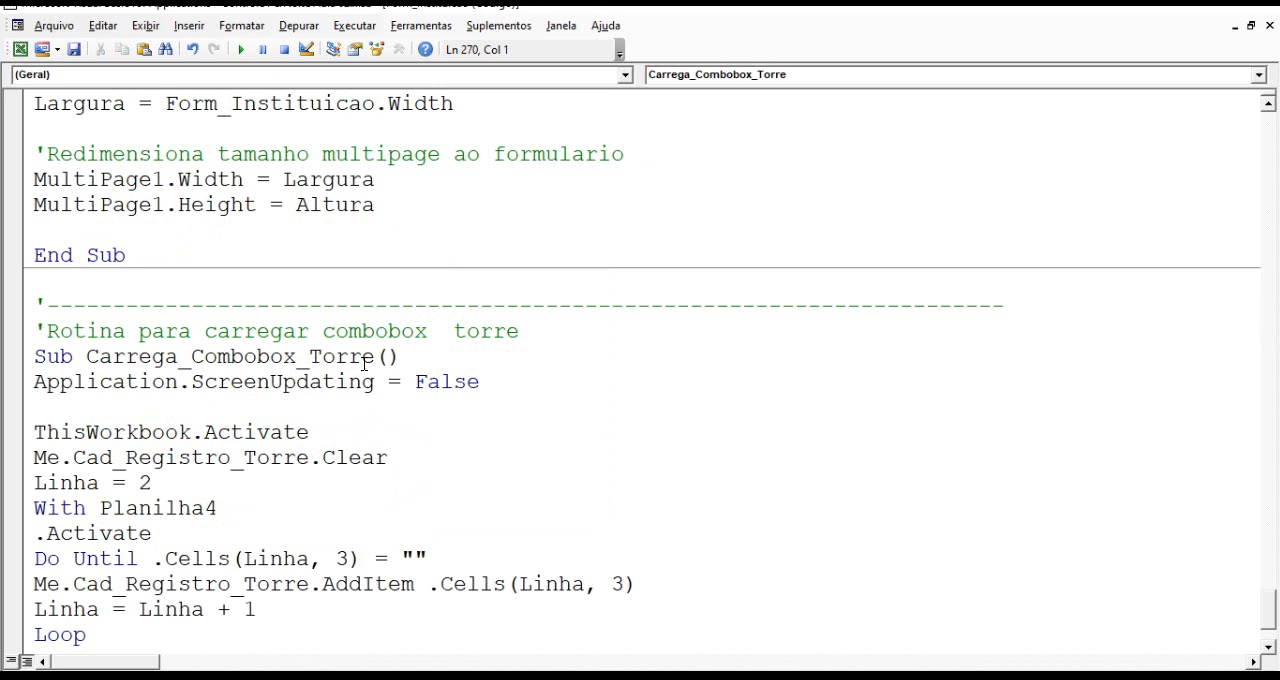 Arquivo Editar Exibir Inserir Formatar Depurar Executar Ferramentas Suplementos Janela Ajuda
Ln 270, Col 1
(Geral) Carrega_Combobox_Torre
Largura = Form_Instituicao.Width
'Redimensiona tamanho multipage ao formulario
MultiPage1.Width = Largura
MultiPage1.Height = Altura
End Sub
'-------------------------------------------------------------------------
'Rotina para carregar combobox  torre
Sub Carrega_Combobox_Torre()
Application.ScreenUpdating = False
ThisWorkbook.Activate
Me.Cad_Registro_Torre.Clear
Linha = 2
With Planilha4
.Activate
Do Until .Cells(Linha, 3) = ""
Me.Cad_Registro_Torre.AddItem .Cells(Linha, 3)
Linha = Linha + 1
Loop